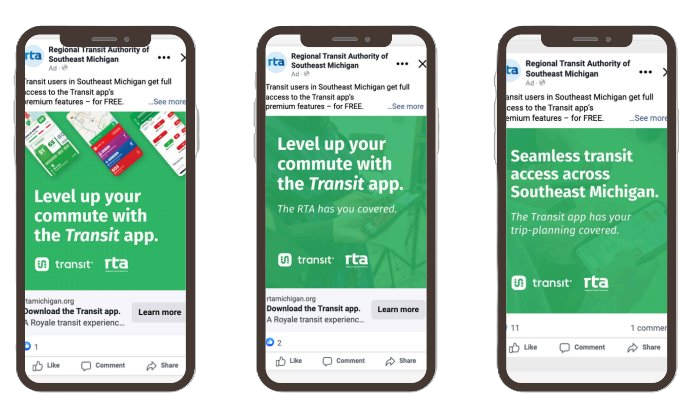 rta
Regional Transit Authority of
Southeast Michigan
Ad
ransit users in Southeast Michigan get full
ccess to the Transit app's
remium features – for FREE. ...See more
Level up your
commute with
the Transit app.
transit
rta
rtamichigan.org
Download the Transit app.
A Royale transit experienc...
Learn more
1
Like Comment Share
rta
Regional Transit Authority of
Southeast Michigan
Ad
Transit users in Southeast Michigan get full
access to the Transit app's
premium features – for FREE. ...See more
Level up your
commute with
the Transit app.
The RTA has you covered.
transit
rta
rtamichigan.org
Download the Transit app.
A Royale transit experienc...
Learn more
2
Like Comment Share
ta
Regional Transit Authority of
Southeast Michigan
Ad
ansit users in Southeast Michigan get full
cess to the Transit app's
emium features – for FREE. ...See more
Seamless transit
access across
Southeast Michigan.
The Transit app has your
trip-planning covered.
transit
rta
11 1 commen
Like Comment Share